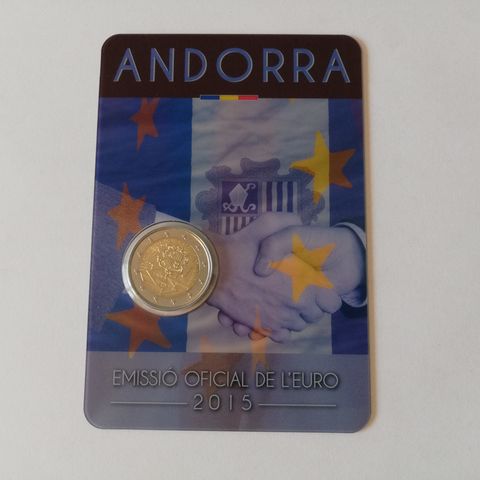 ANDORRA
EMISSIÓ OFICIAL DE L'EURO
2015